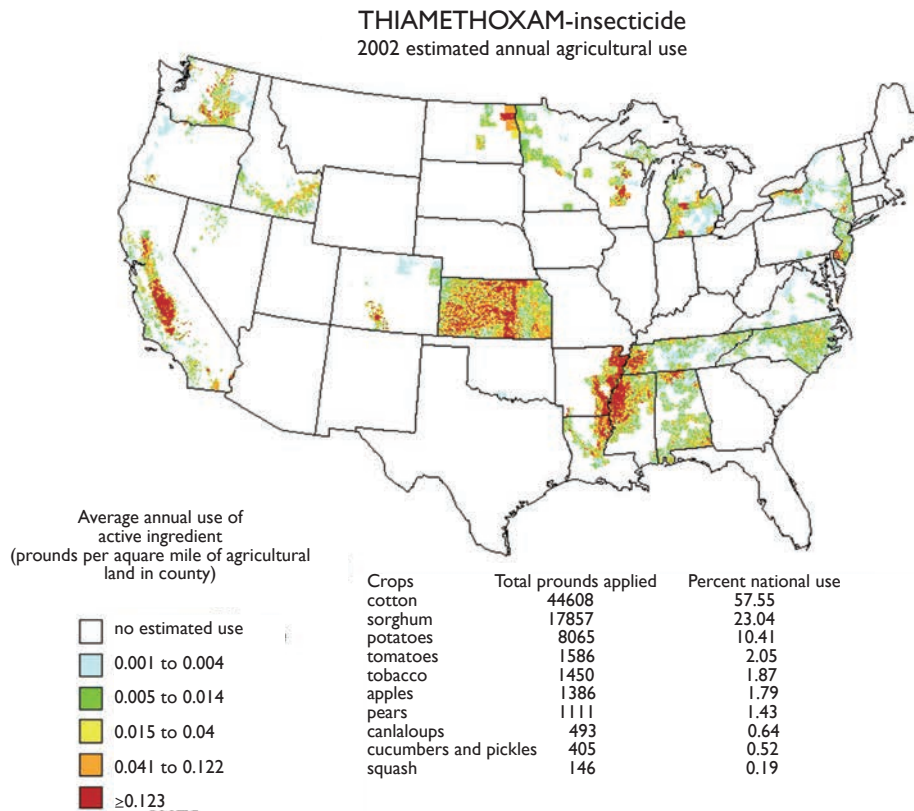 THIAMETHOXAM-insecticide
2002 estimated annual agricultural use
Average annual use of
active ingredient
(prounds per aquare mile of agricultural
land in county)
no estimated use
0.001 to 0.004
0.005 to 0.014
0.015 to 0.04
0.041 to 0.122
≥0.123
Crops Total prounds applied Percent national use
cotton 44608 57.55
sorghum 17857 23.04
potatoes 8065 10.41
tomatoes 1586 2.05
tobacco 1450 1.87
apples 1386 1.79
pears 1111 1.43
canlaloups 493 0.64
cucumbers and pickles 405 0.52
squash 146 0.19